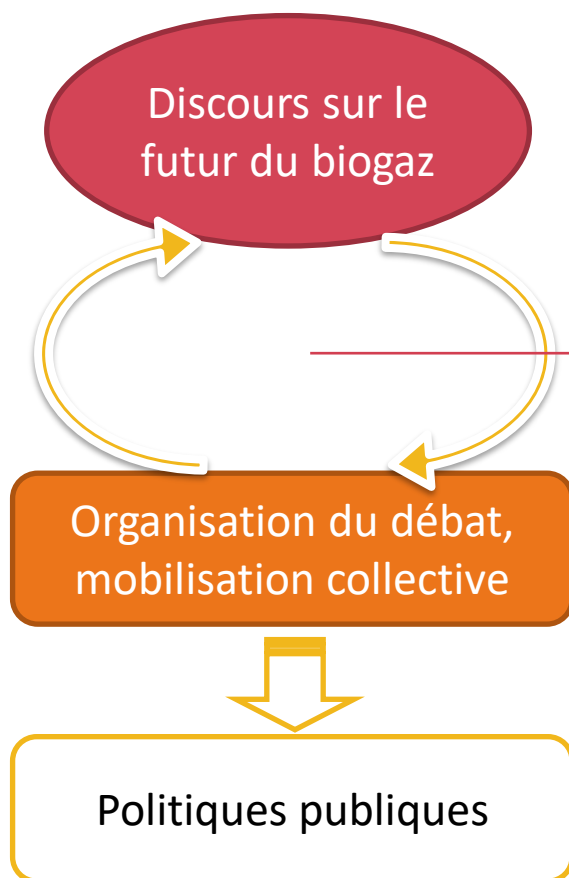 Discours sur le
futur du biogaz
Organisation du débat,
mobilisation collective
Politiques publiques